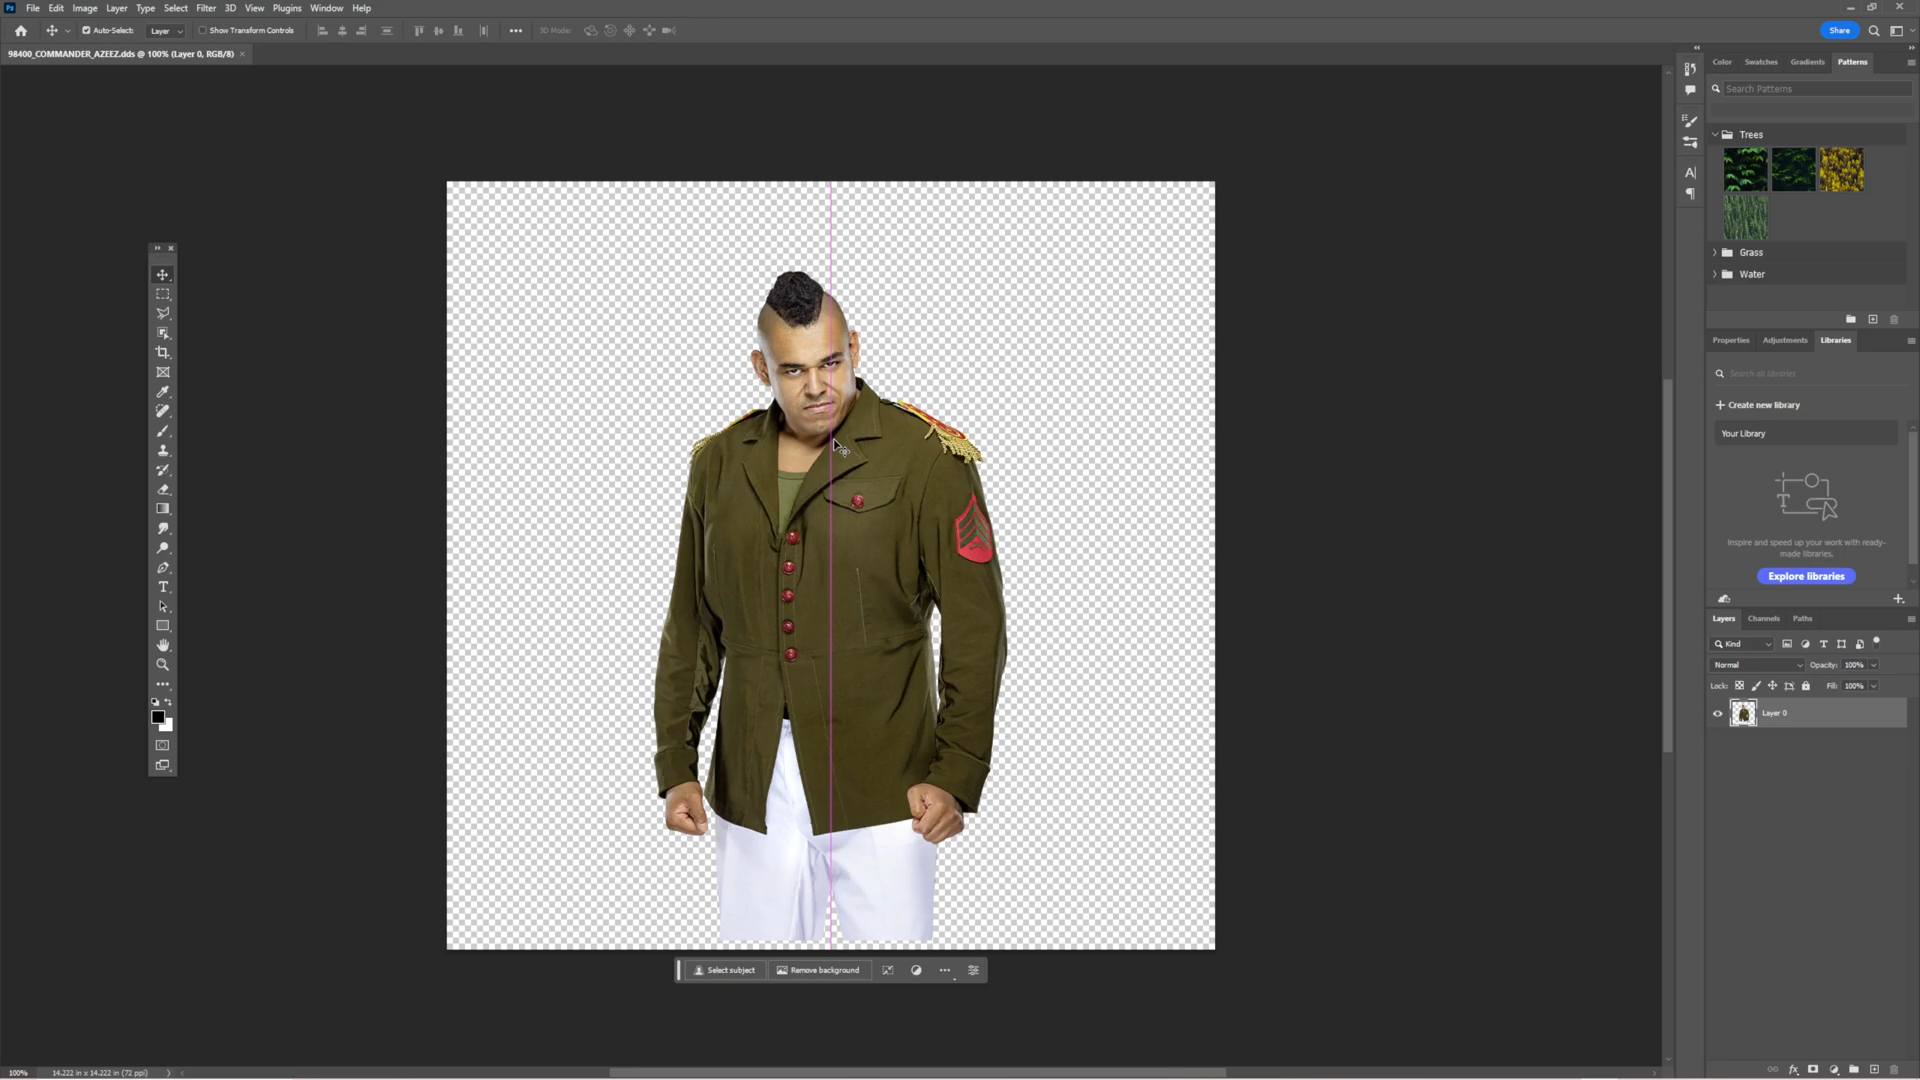 Ps File Edit Image Layer Type Select Filter 3D View Plugins Window Help
Auto-Select: Layer Show Transform Controls 3D Mode: Share
98400_COMMANDER_AZEEZ.dds @ 100% (Layer 0, RGB/8) ×
Color Swatches Gradients Patterns
Search Patterns
Trees
Grass
Water
Properties Adjustments Libraries
Search all libraries
+ Create new library
Your Library
Inspire and speed up your work with ready-
made libraries.
Explore libraries
Layers Channels Paths
Kind
Normal Opacity: 100%
Lock: Fill: 100%
Layer 0
Select subject Remove background
100% 14.222 in x 14.222 in (72 ppi)